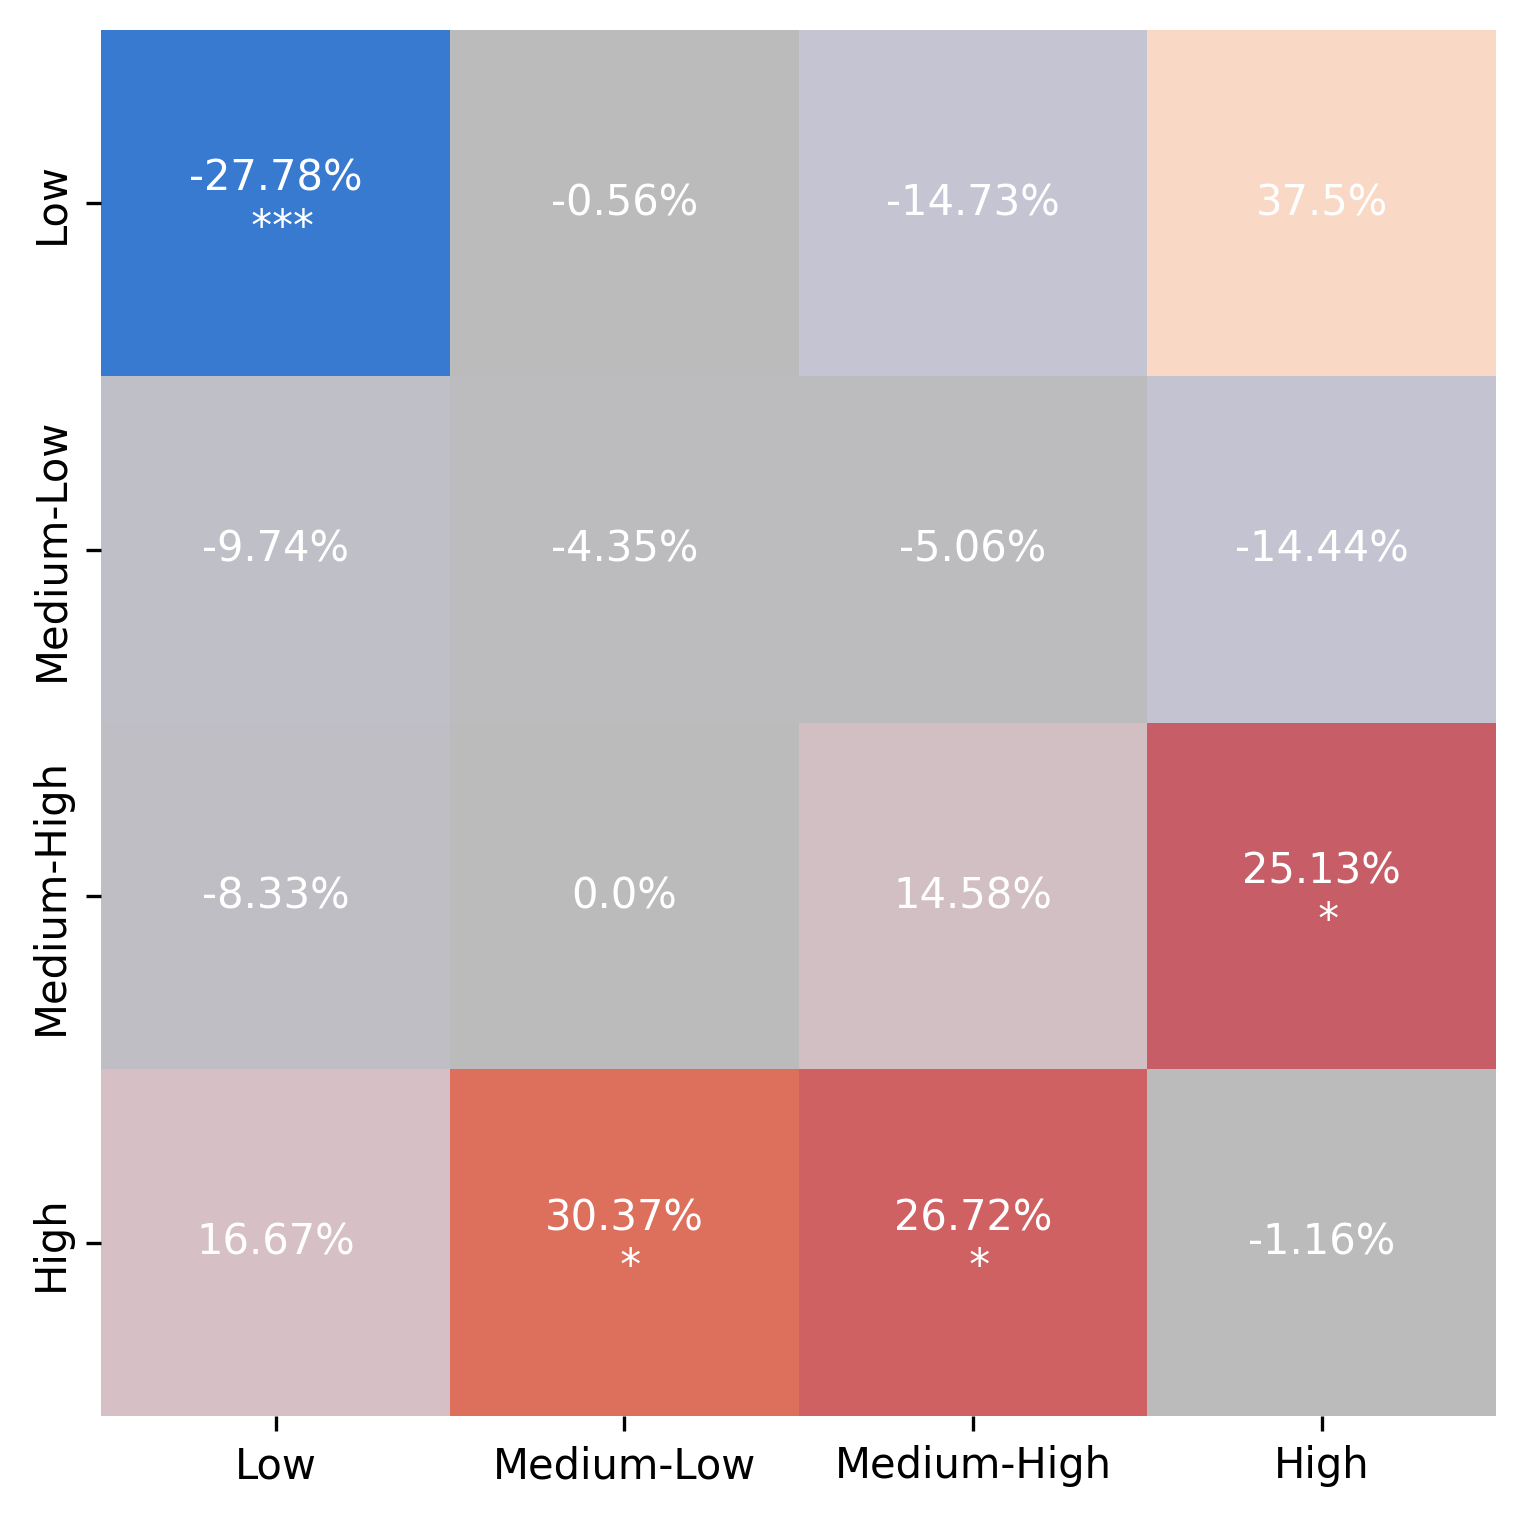 Low
-27.78%
***
-0.56%
-14.73%
37.5%
Medium-Low
-9.74%
-4.35%
-5.06%
-14.44%
Medium-High
-8.33%
0.0%
14.58%
25.13%
*
High
16.67%
30.37%
*
26.72%
*
-1.16%
Low
Medium-Low
Medium-High
High